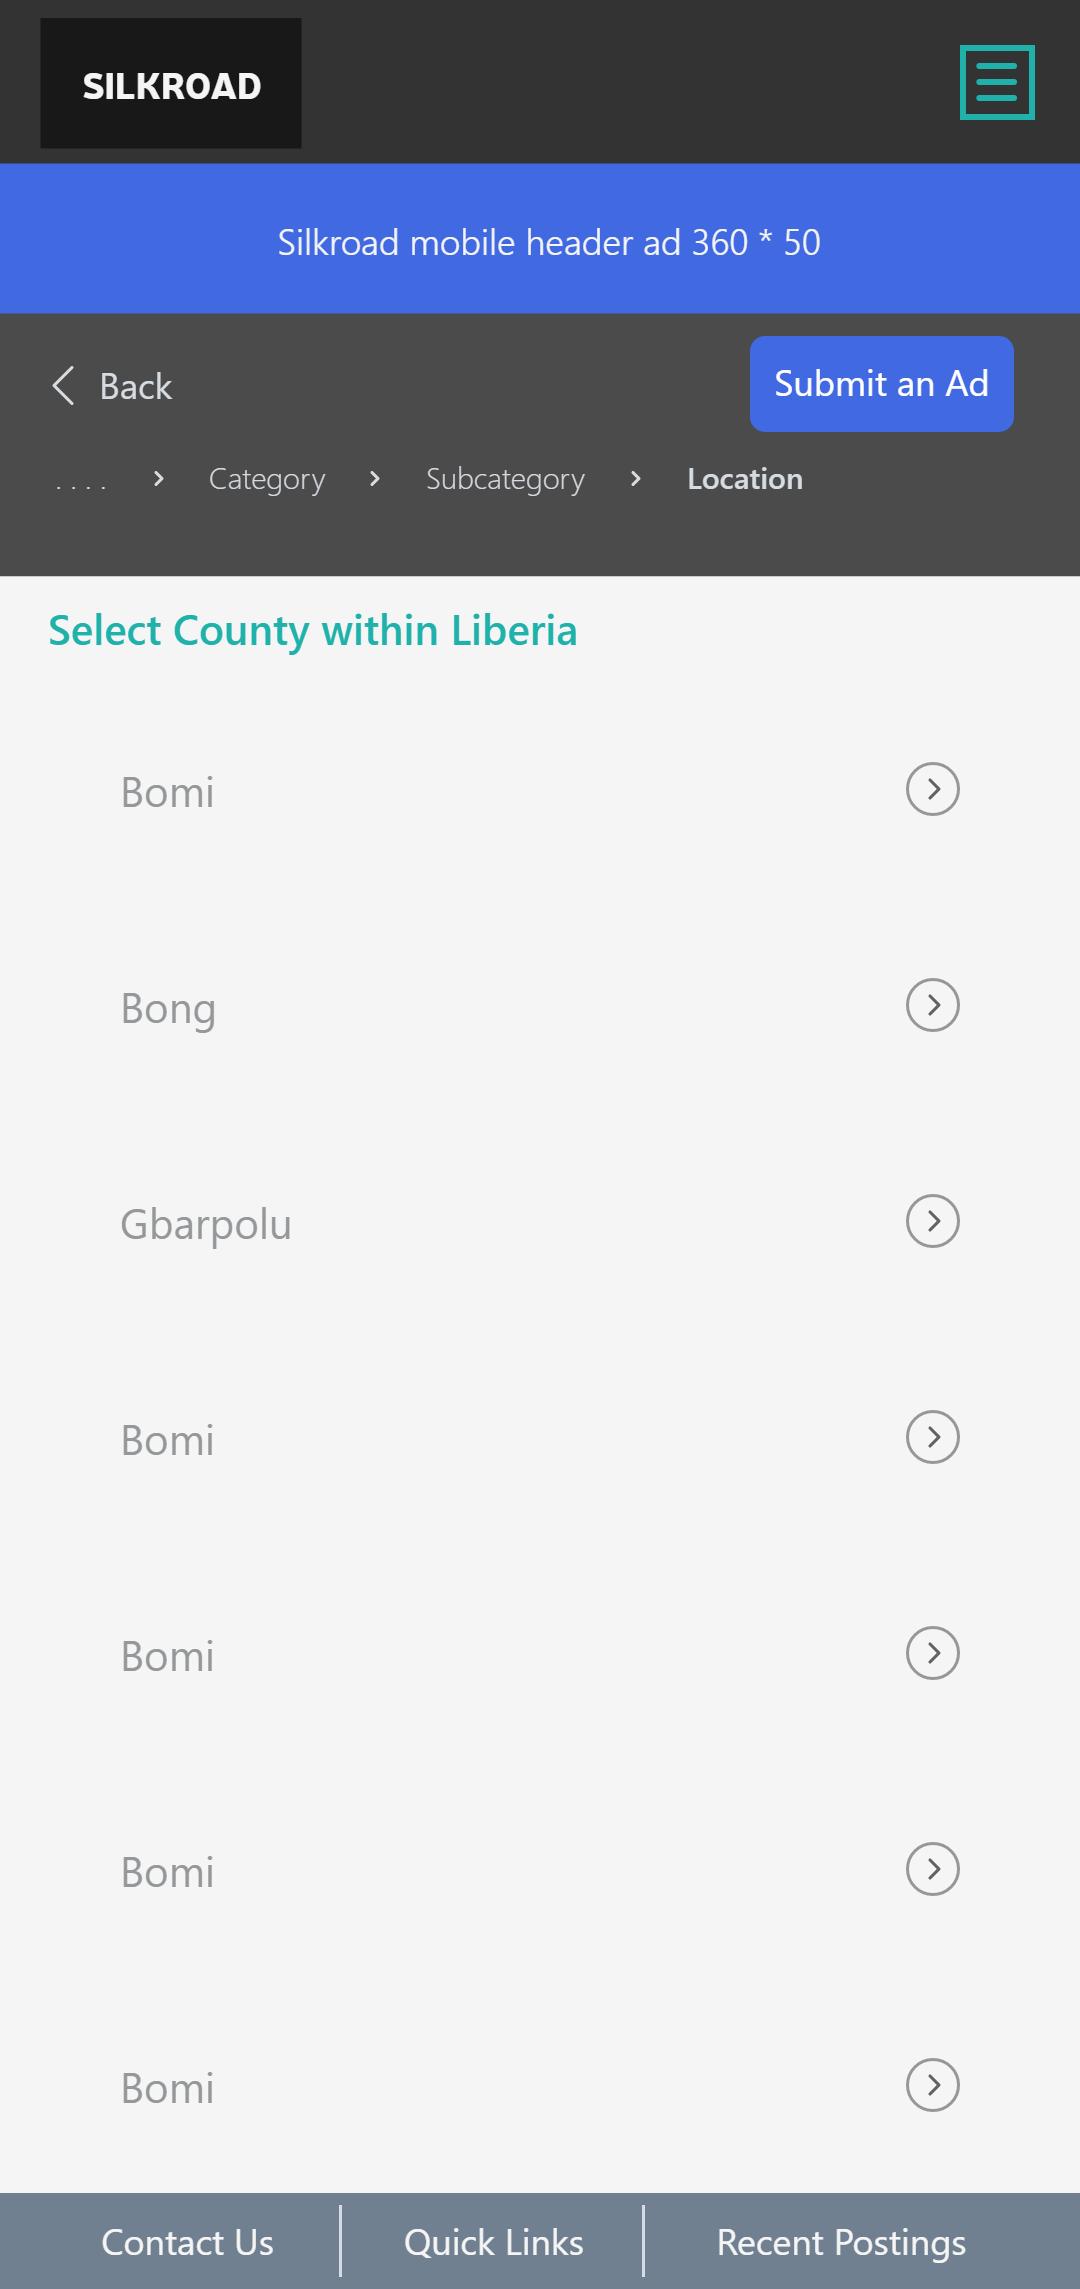 SILKROAD
Silkroad mobile header ad 360 * 50
Back
Submit an Ad
. . . . Category Subcategory Location
Select County within Liberia
Bomi
Bong
Gbarpolu
Bomi
Bomi
Bomi
Bomi
Contact Us Quick Links Recent Postings